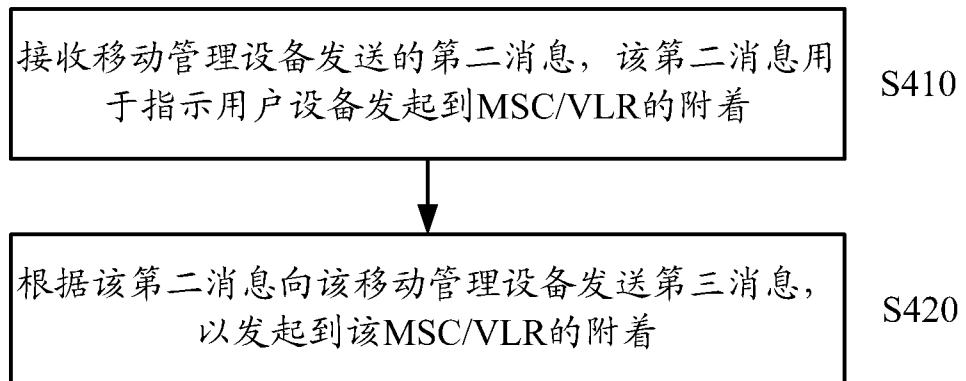 接收移动管理设备发送的第二消息，该第二消息用
于指示用户设备发起到MSC/VLR的附着
S410
根据该第二消息向该移动管理设备发送第三消息，
以发起到该MSC/VLR的附着
S420